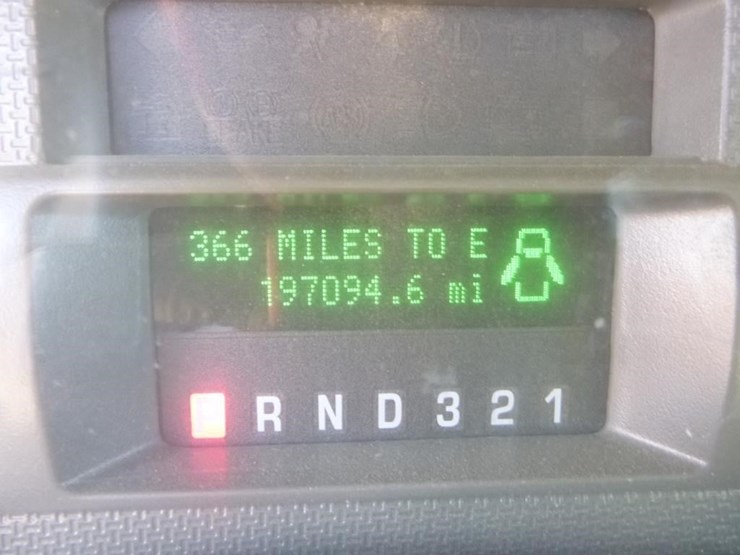 366 MILES TO E
197094.6 mi
P R N D 3 2 1